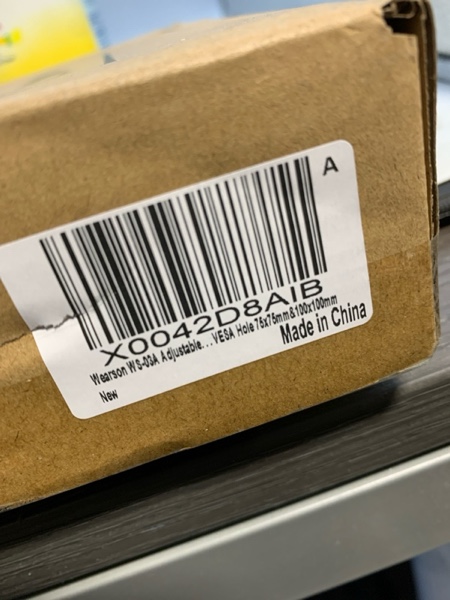 A
X0042D8AIB
Wearson WS-03A Adjustable...VESA Hole 75x75mm&100x100mm
New
Made in China